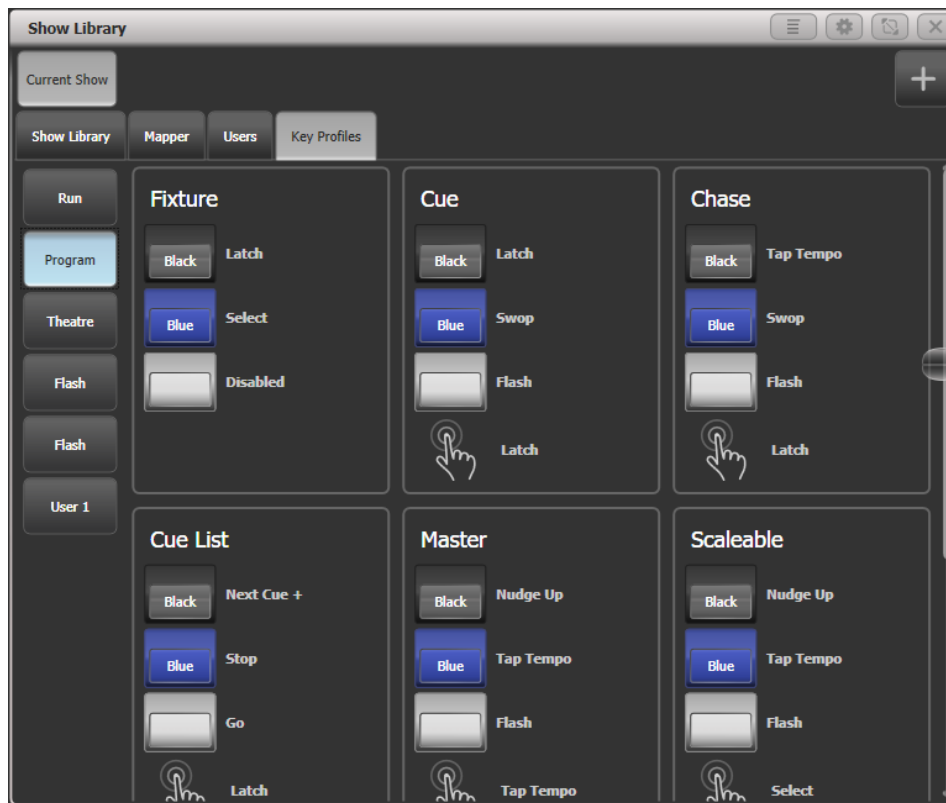 Show Library
Current Show
Show Library Mapper Users Key Profiles
Run
Program
Theatre
Flash
Flash
User 1
Fixture
Black Latch
Blue Select
Disabled
Cue
Black Latch
Blue Swop
Flash
Latch
Chase
Black Tap Tempo
Blue Swop
Flash
Latch
Cue List
Black Next Cue +
Blue Stop
Go
Latch
Master
Black Nudge Up
Blue Tap Tempo
Flash
Tap Tempo
Scaleable
Black Nudge Up
Blue Tap Tempo
Flash
Select